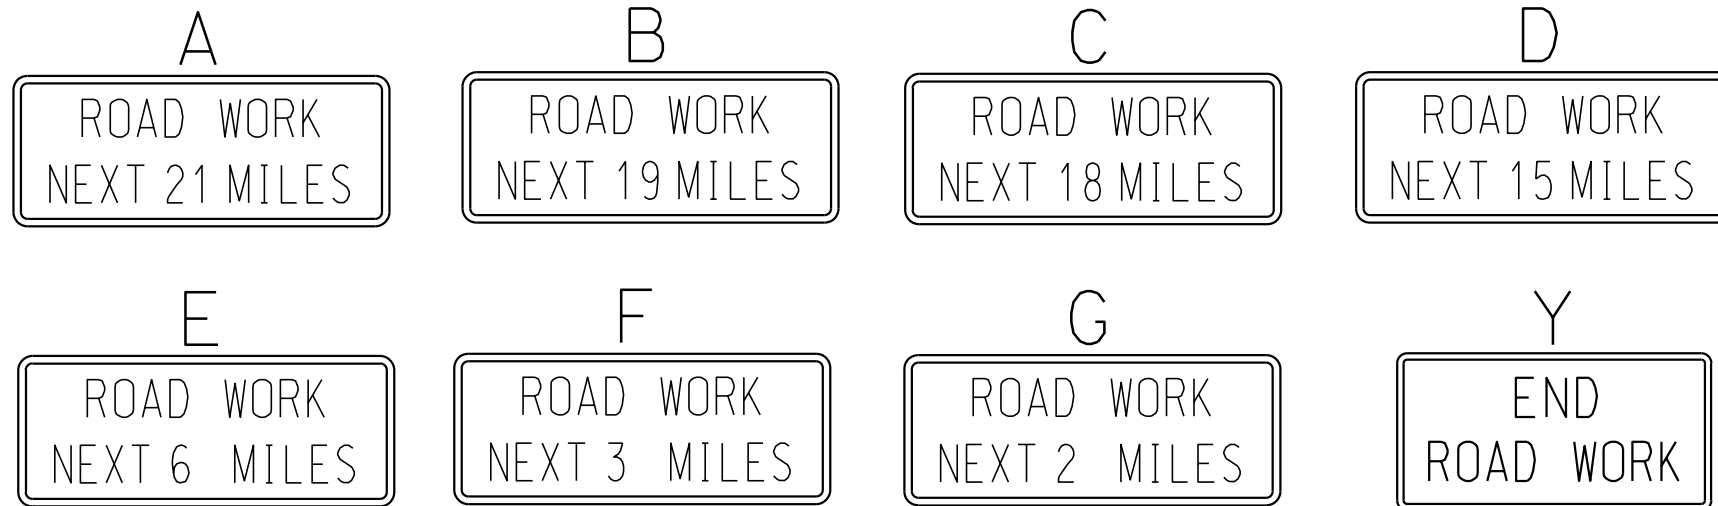 A
ROAD WORK
NEXT 21 MILES
B
ROAD WORK
NEXT 19 MILES
C
ROAD WORK
NEXT 18 MILES
D
ROAD WORK
NEXT 15 MILES
E
ROAD WORK
NEXT 6 MILES
F
ROAD WORK
NEXT 3 MILES
G
ROAD WORK
NEXT 2 MILES
Y
END
ROAD WORK